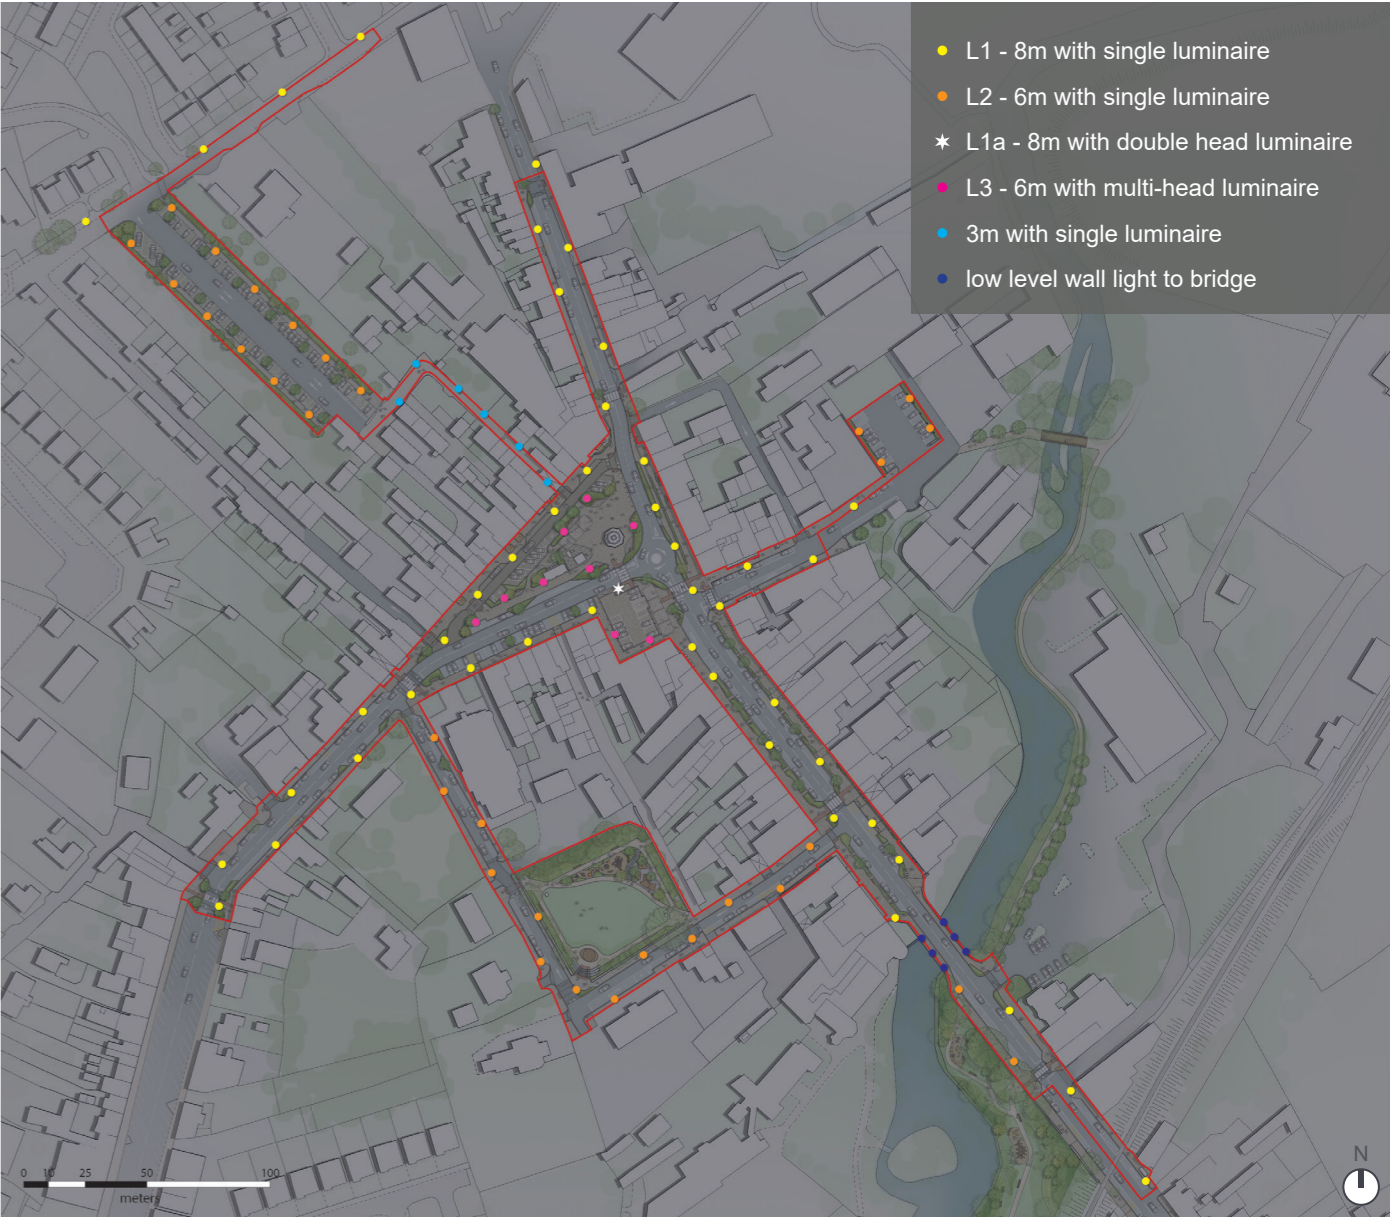 L1 - 8m with single luminaire
L2 - 6m with single luminaire
L1a - 8m with double head luminaire
L3 - 6m with multi-head luminaire
3m with single luminaire
low level wall light to bridge
0 10 25 50 100
meters
N